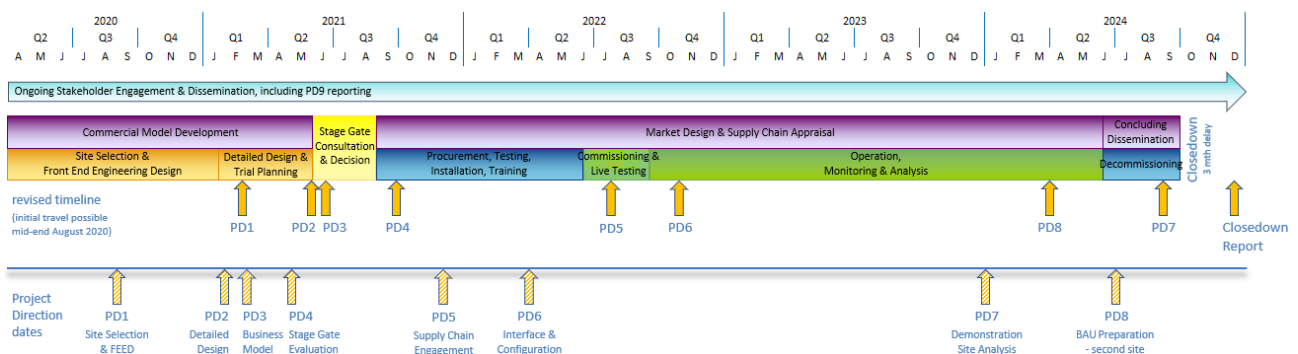 2020 2021 2022 2023 2024
Q2 Q3 Q4 Q1 Q2 Q3 Q4 Q1 Q2 Q3 Q4 Q1 Q2 Q3 Q4 Q1 Q2 Q3 Q4
A M J J A S O N D J F M A M J J A S O N D J F M A M J J A S O N D J F M A M J J A S O N D J F M A M J J A S O N D
Ongoing Stakeholder Engagement & Dissemination, including PD9 reporting
Commercial Model Development
Stage Gate
Consultation
& Decision
Market Design & Supply Chain Appraisal
Concluding
Dissemination
Closedown
3 mth delay
Site Selection &
Front End Engineering Design
Detailed Design &
Trial Planning
Procurement, Testing,
Installation, Training
Commissioning &
Live Testing
Operation,
Monitoring & Analysis
Decommissioning
revised timeline
(initial travel possible
mid-end August 2020)
PD1 PD2 PD3 PD4 PD5 PD6 PD8 PD7 Closedown
Report
Project
Direction
dates
PD1
Site Selection
& FEED
PD2
Detailed
Design
PD3
Business
Model
PD4
Stage Gate
Evaluation
PD5
Supply Chain
Engagement
PD6
Interface &
Configuration
PD7
Demonstration
Site Analysis
PD8
BAU Preparation
- second site